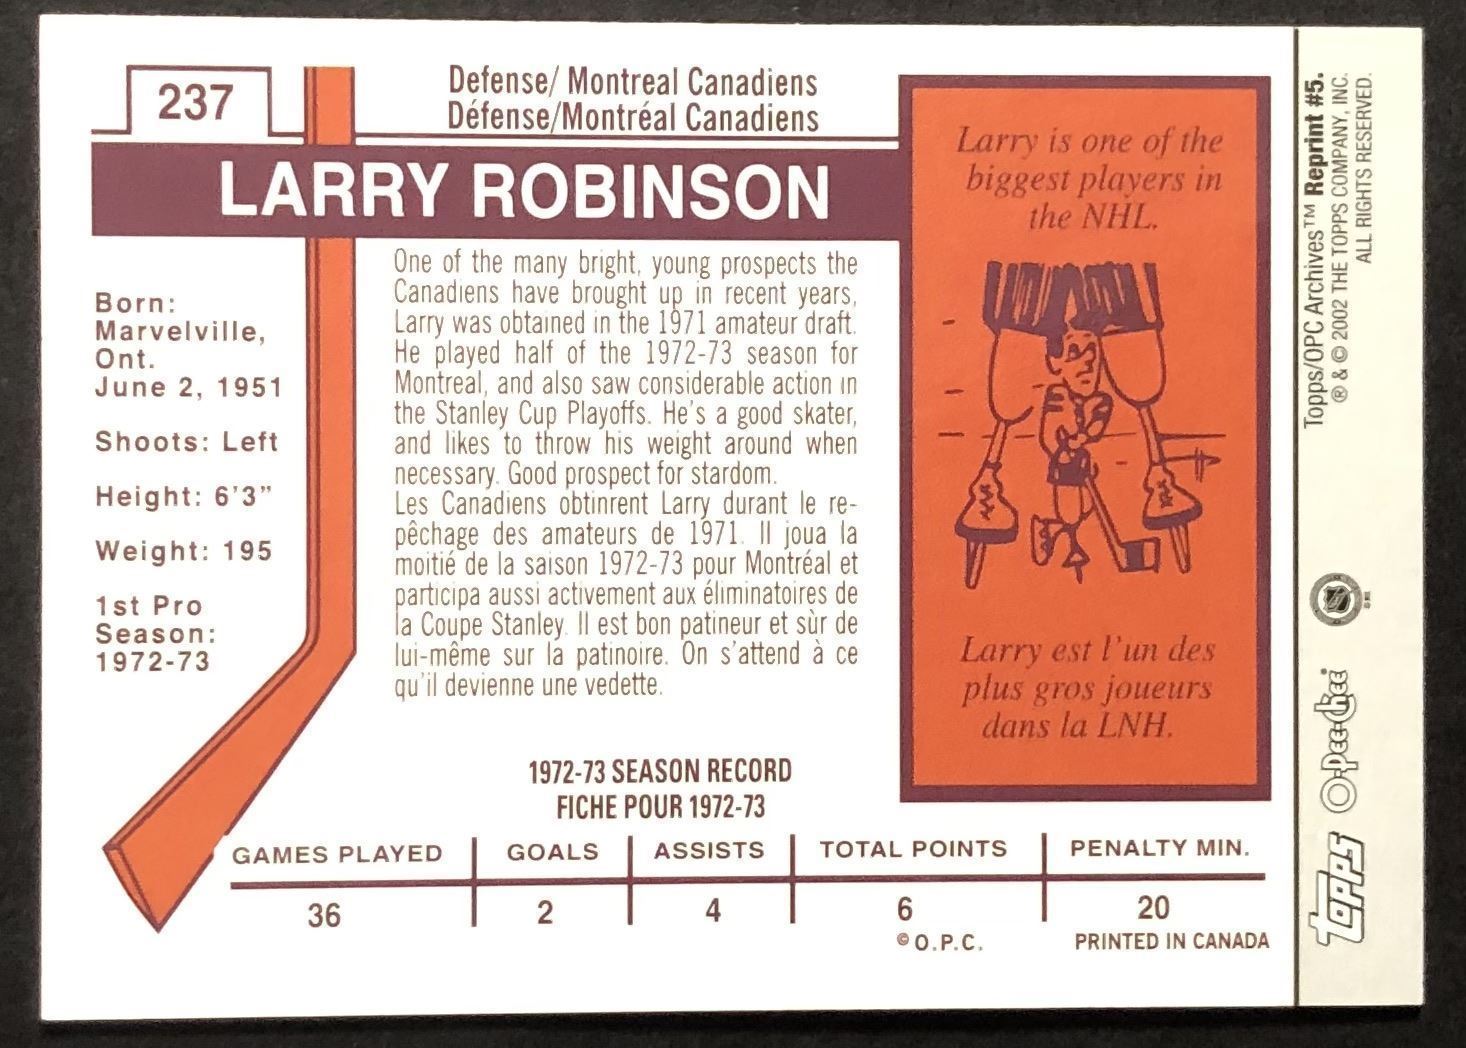 237
Defense/ Montreal Canadiens
Défense/Montréal Canadiens
LARRY ROBINSON
Born:
Marvelville,
Ont.
June 2, 1951
Shoots: Left
Height: 6'3"
Weight: 195
1st Pro
Season:
1972-73
One of the many bright, young prospects the
Canadiens have brought up in recent years,
Larry was obtained in the 1971 amateur draft.
He played half of the 1972-73 season for
Montreal, and also saw considerable action in
the Stanley Cup Playoffs. He's a good skater,
and likes to throw his weight around when
necessary. Good prospect for stardom.
Les Canadiens obtinrent Larry durant le re-
pêchage des amateurs de 1971. Il joua la
moitié de la saison 1972-73 pour Montréal et
participa aussi activement aux éliminatoires de
la Coupe Stanley. Il est bon patineur et sùr de
lui-même sur la patinoire. On s'attend à ce
qu'il devienne une vedette.
Larry is one of the
biggest players in
the NHL.
Larry est l'un des
plus gros joueurs
dans la LNH.
1972-73 SEASON RECORD
FICHE POUR 1972-73
GAMES PLAYED GOALS ASSISTS TOTAL POINTS PENALTY MIN.
36 2 4 6 20
© O.P.C. PRINTED IN CANADA
Topps/OPC Archives™ Reprint #5.
® & © 2002 THE TOPPS COMPANY, INC.
ALL RIGHTS RESERVED.
O-Pee-Chee®
Topps